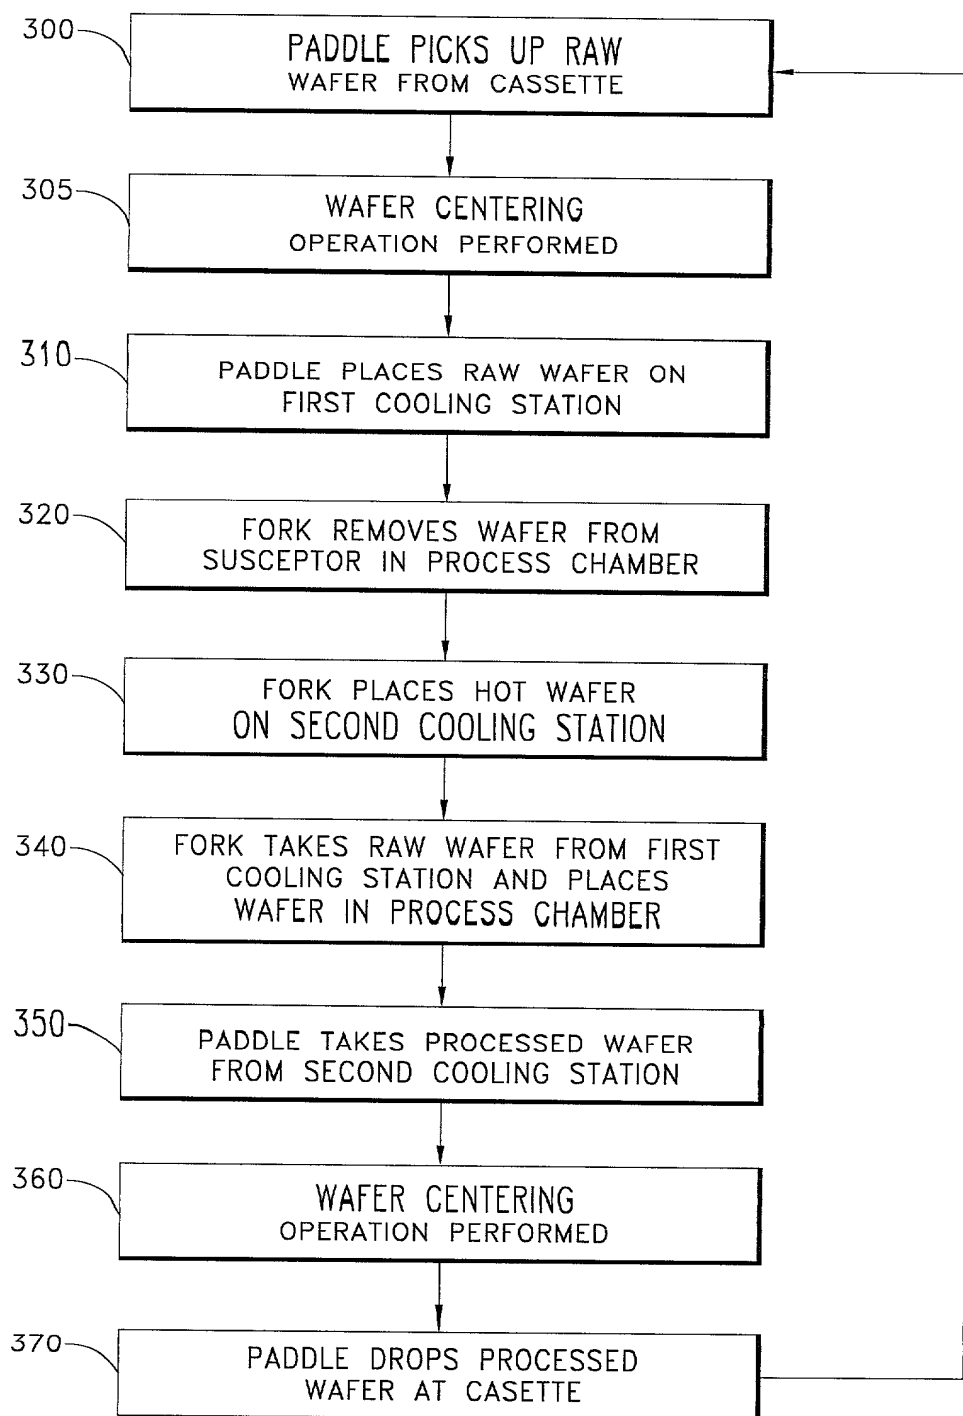 300
PADDLE PICKS UP RAW
WAFER FROM CASSETTE
305
WAFER CENTERING
OPERATION PERFORMED
310
PADDLE PLACES RAW WAFER ON
FIRST COOLING STATION
320
FORK REMOVES WAFER FROM
SUSCEPTOR IN PROCESS CHAMBER
330
FORK PLACES HOT WAFER
ON SECOND COOLING STATION
340
FORK TAKES RAW WAFER FROM FIRST
COOLING STATION AND PLACES
WAFER IN PROCESS CHAMBER
350
PADDLE TAKES PROCESSED WAFER
FROM SECOND COOLING STATION
360
WAFER CENTERING
OPERATION PERFORMED
370
PADDLE DROPS PROCESSED
WAFER AT CASETTE